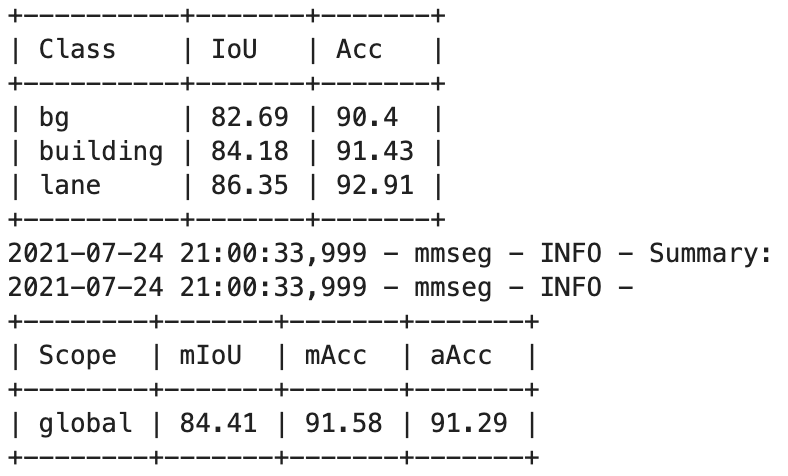 +----------+-------+-------+
| Class    | IoU   | Acc   |
+----------+-------+-------+
| bg       | 82.69 | 90.4  |
| building | 84.18 | 91.43 |
| lane     | 86.35 | 92.91 |
+----------+-------+-------+
2021-07-24 21:00:33,999 - mmseg - INFO - Summary:
2021-07-24 21:00:33,999 - mmseg - INFO -
+--------+-------+-------+-------+
| Scope  | mIoU  | mAcc  | aAcc  |
+--------+-------+-------+-------+
| global | 84.41 | 91.58 | 91.29 |
+--------+-------+-------+-------+